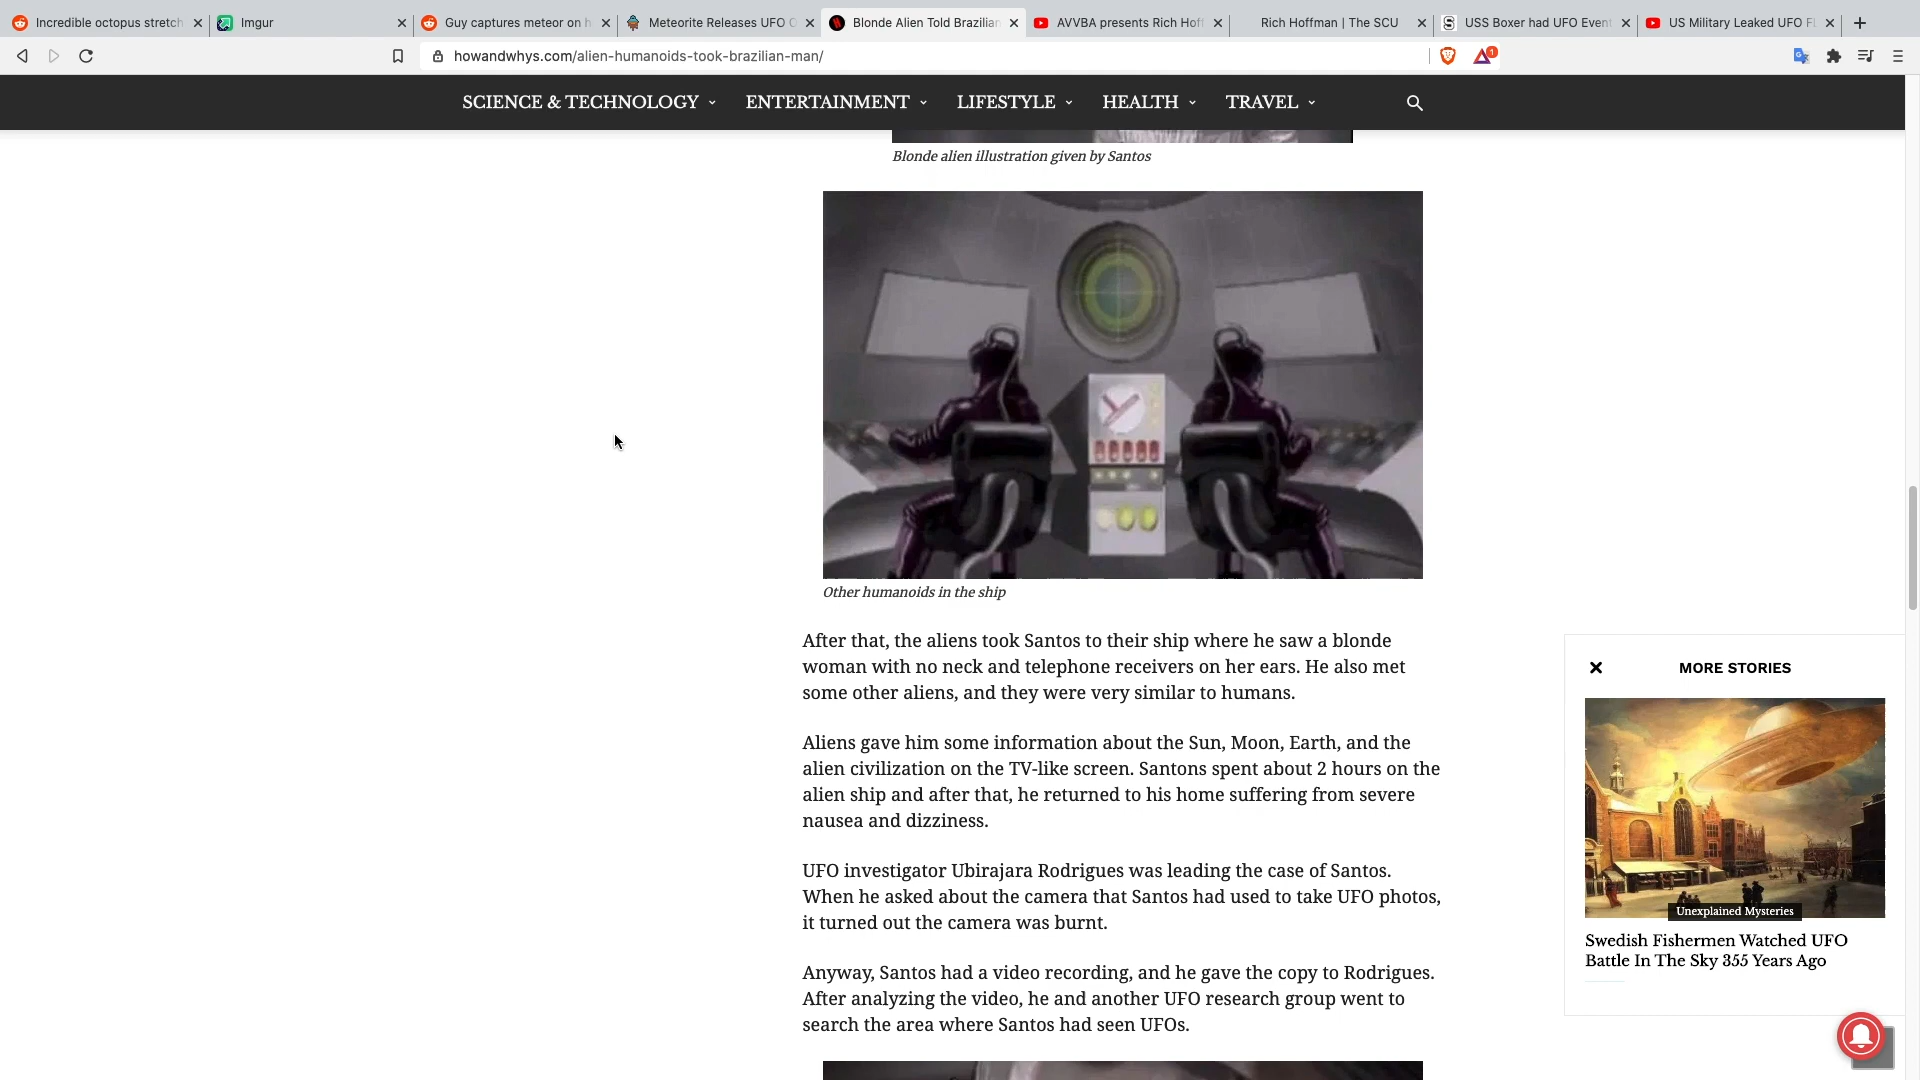 Incredible octopus stretch
Imgur
Guy captures meteor on h
Meteorite Releases UFO O
Blonde Alien Told Brazilian
AVVBA presents Rich Hoff
Rich Hoffman | The SCU
USS Boxer had UFO Event
US Military Leaked UFO F
howandwhys.com/alien-humanoids-took-brazilian-man/
1
SCIENCE & TECHNOLOGY
ENTERTAINMENT
LIFESTYLE
HEALTH
TRAVEL
Blonde alien illustration given by Santos
Other humanoids in the ship
After that, the aliens took Santos to their ship where he saw a blonde
woman with no neck and telephone receivers on her ears. He also met
some other aliens, and they were very similar to humans.
Aliens gave him some information about the Sun, Moon, Earth, and the
alien civilization on the TV-like screen. Santons spent about 2 hours on the
alien ship and after that, he returned to his home suffering from severe
nausea and dizziness.
UFO investigator Ubirajara Rodrigues was leading the case of Santos.
When he asked about the camera that Santos had used to take UFO photos,
it turned out the camera was burnt.
Anyway, Santos had a video recording, and he gave the copy to Rodrigues.
After analyzing the video, he and another UFO research group went to
search the area where Santos had seen UFOs.
MORE STORIES
Unexplained Mysteries
Swedish Fishermen Watched UFO
Battle In The Sky 355 Years Ago